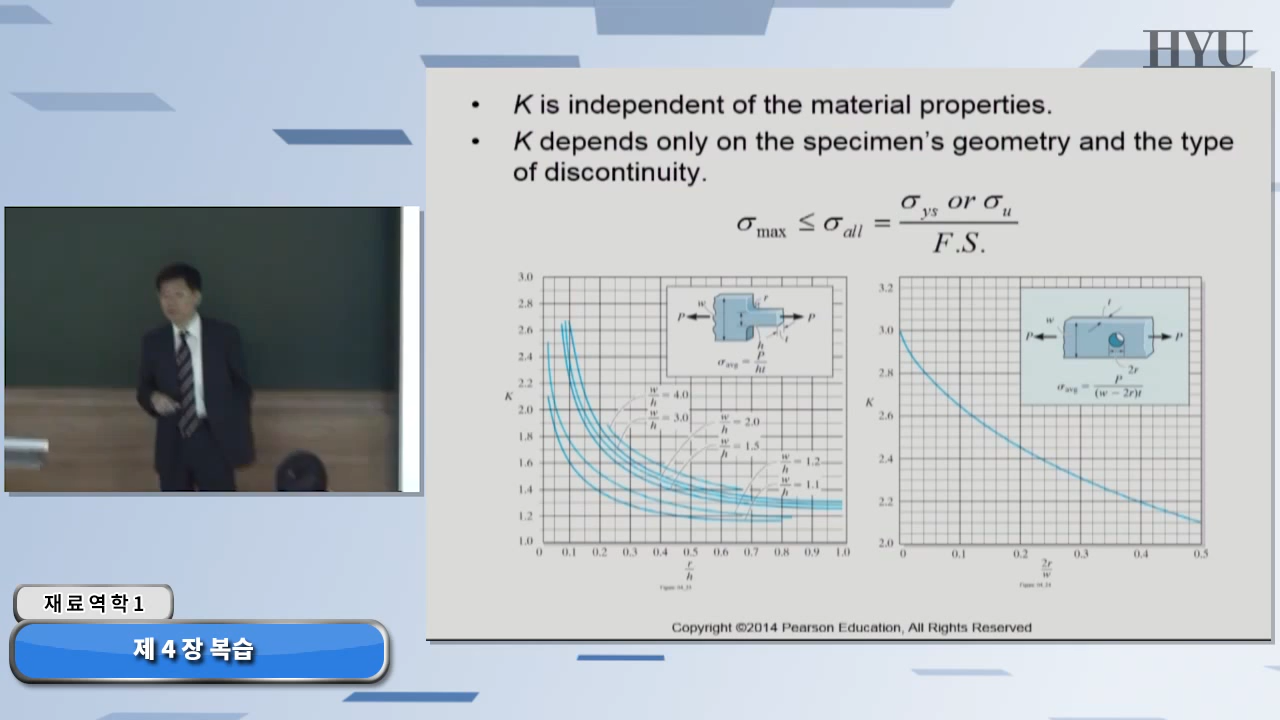 HYU
• K is independent of the material properties.
• K depends only on the specimen's geometry and the type
of discontinuity.
σmax ≤ σall = σys or σu / F.S.
3.0
2.8
2.6
2.4
2.2
2.0
1.8
1.6
1.4
1.2
1.0
K
0 0.1 0.2 0.3 0.4 0.5 0.6 0.7 0.8 0.9 1.0
r/h
P w r P
h t
σavg = P/ht
w/h = 4.0
w/h = 3.0
w/h = 2.0
w/h = 1.5
w/h = 1.2
w/h = 1.1
3.2
3.0
2.8
2.6
2.4
2.2
2.0
K
0 0.1 0.2 0.3 0.4 0.5
2r/w
t
w
P P
2r
σavg = P/(w − 2r)t
Copyright ©2014 Pearson Education, All Rights Reserved
재료역학1
제 4 장 복습